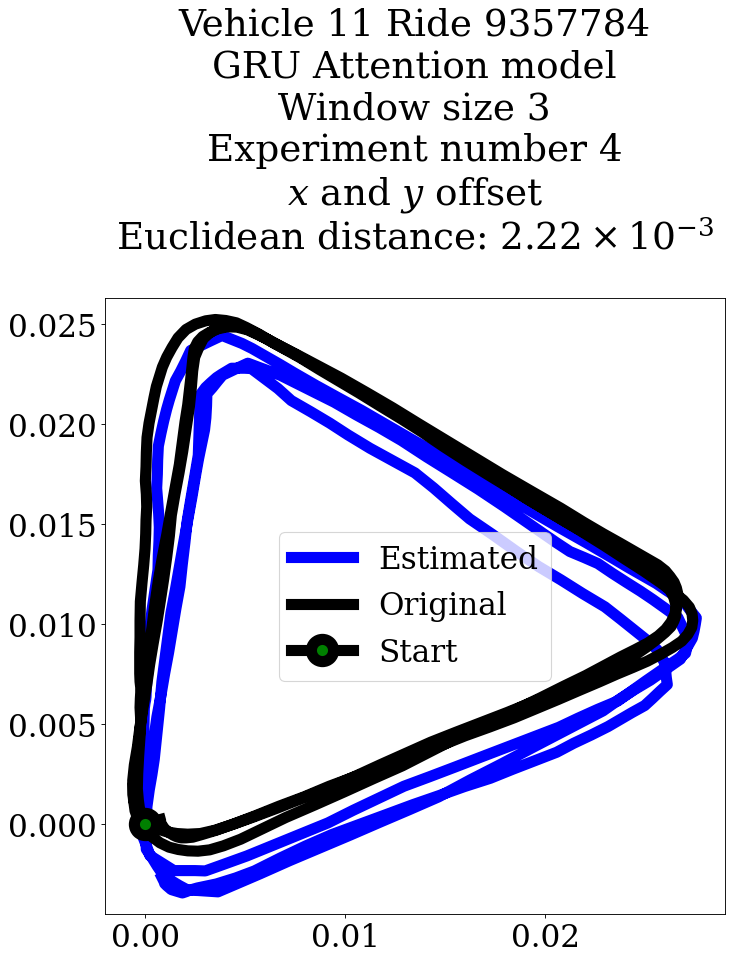 Vehicle 11 Ride 9357784
GRU Attention model
Window size 3
Experiment number 4
x and y offset
Euclidean distance: 2.22 × 10⁻³
0.025
0.020
0.015
0.010
0.005
0.000
Estimated
Original
Start
0.00 0.01 0.02